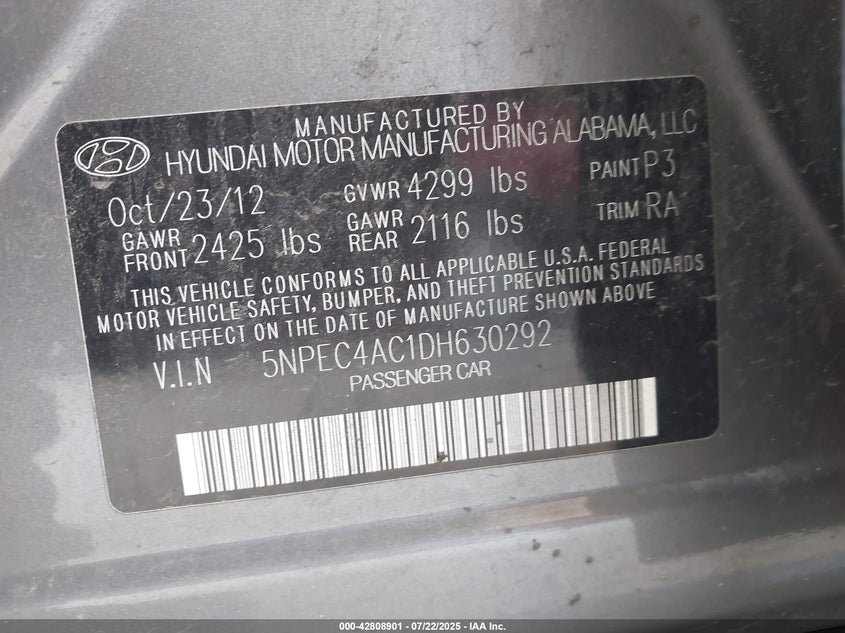 MANUFACTURED BY
HYUNDAI MOTOR MANUFACTURING ALABAMA, LLC
Oct/23/12 GVWR 4299 lbs PAINT P3
GAWR FRONT 2425 lbs GAWR REAR 2116 lbs TRIM RA
THIS VEHICLE CONFORMS TO ALL APPLICABLE U.S.A. FEDERAL
MOTOR VEHICLE SAFETY, BUMPER, AND THEFT PREVENTION STANDARDS
IN EFFECT ON THE DATE OF MANUFACTURE SHOWN ABOVE
V.I.N 5NPEC4AC1DH630292
PASSENGER CAR
000-42808901 - 07/22/2025 - IAA Inc.